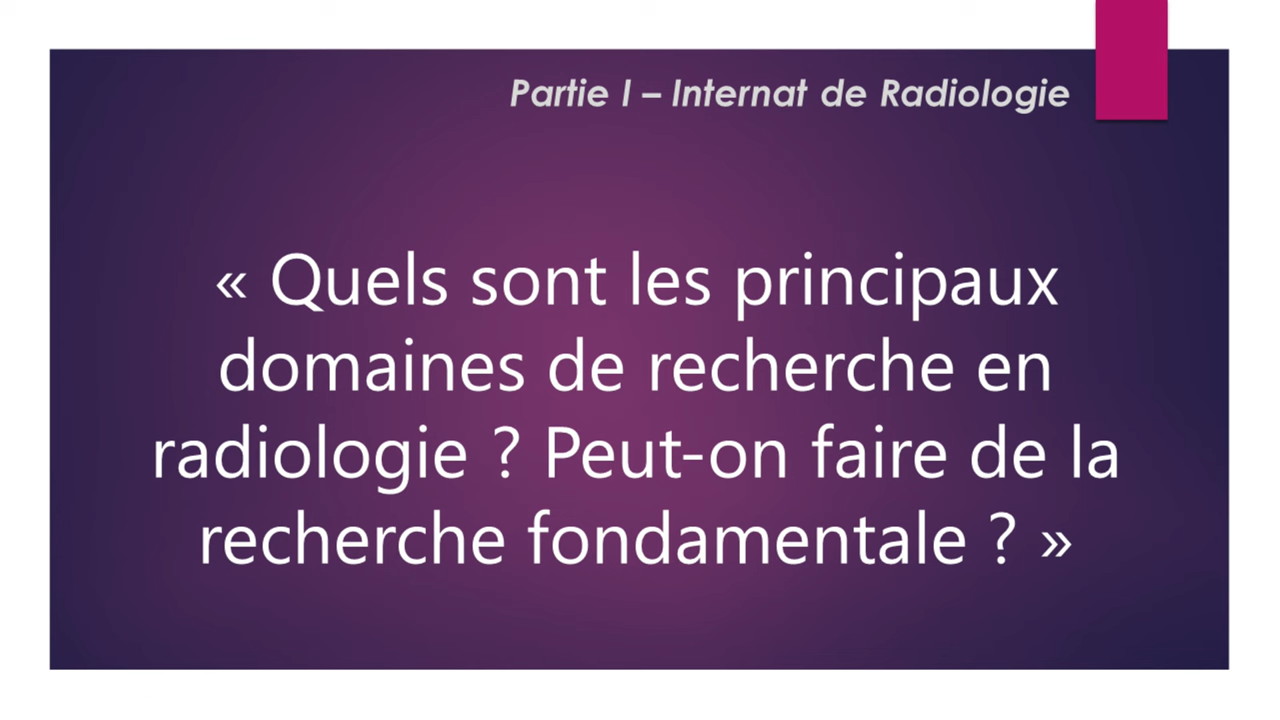 Partie I – Internat de Radiologie
« Quels sont les principaux
domaines de recherche en
radiologie ? Peut-on faire de la
recherche fondamentale ? »